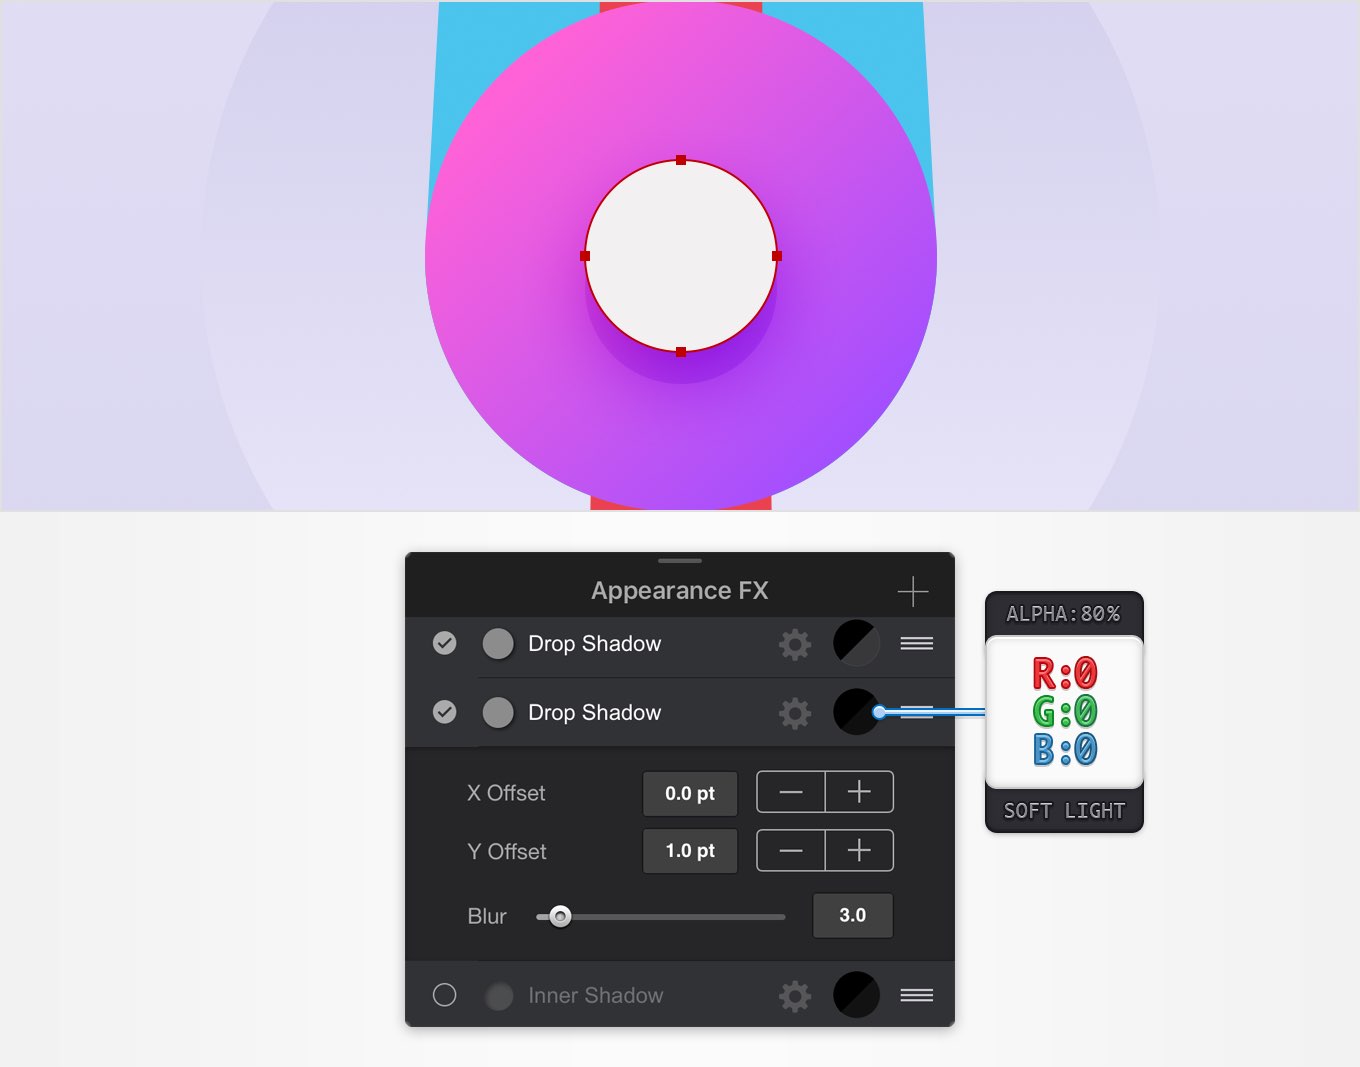 Appearance FX
Drop Shadow
Drop Shadow
X Offset 0.0 pt
Y Offset 1.0 pt
Blur 3.0
Inner Shadow
ALPHA:80%
R:0
G:0
B:0
SOFT LIGHT